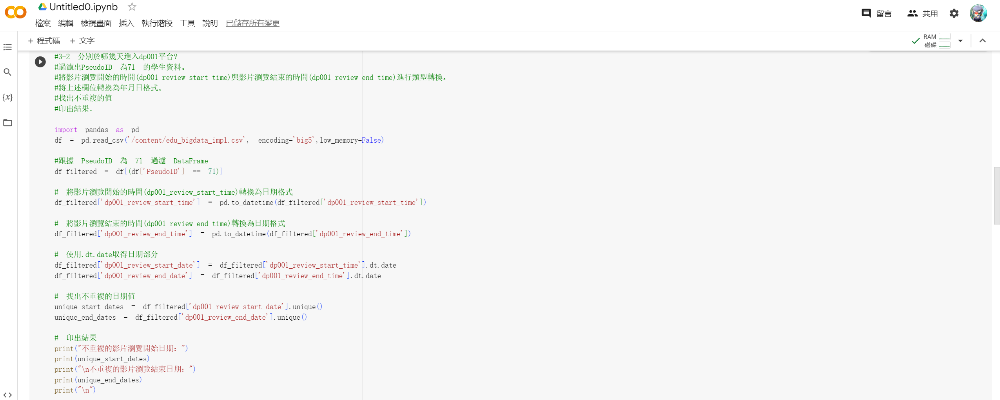 Untitled0.ipynb
檔案 編輯 檢視畫面 插入 執行階段 工具 說明 已儲存所有變更
留言 共用
+ 程式碼 + 文字
RAM
磁碟
{x}
#3-2 分別於哪幾天進入dp001平台?
#過濾出PseudoID 為71 的學生資料。
#將影片瀏覽開始的時間(dp001_review_start_time)與影片瀏覽結束的時間(dp001_review_end_time)進行類型轉換。
#將上述欄位轉換為年月日格式。
#找出不重複的值
#印出結果。
import pandas as pd
df = pd.read_csv('/content/edu_bigdata_imp1.csv', encoding='big5',low_memory=False)
#跟據 PseudoID 為 71 過濾 DataFrame
df_filtered = df[(df['PseudoID'] == 71)]
# 將影片瀏覽開始的時間(dp001_review_start_time)轉換為日期格式
df_filtered['dp001_review_start_time'] = pd.to_datetime(df_filtered['dp001_review_start_time'])
# 將影片瀏覽結束的時間(dp001_review_end_time)轉換為日期格式
df_filtered['dp001_review_end_time'] = pd.to_datetime(df_filtered['dp001_review_end_time'])
# 使用.dt.date取得日期部分
df_filtered['dp001_review_start_date'] = df_filtered['dp001_review_start_time'].dt.date
df_filtered['dp001_review_end_date'] = df_filtered['dp001_review_end_time'].dt.date
# 找出不重複的日期值
unique_start_dates = df_filtered['dp001_review_start_date'].unique()
unique_end_dates = df_filtered['dp001_review_end_date'].unique()
# 印出結果
print("不重複的影片瀏覽開始日期：")
print(unique_start_dates)
print("\n不重複的影片瀏覽結束日期：")
print(unique_end_dates)
print("\n")